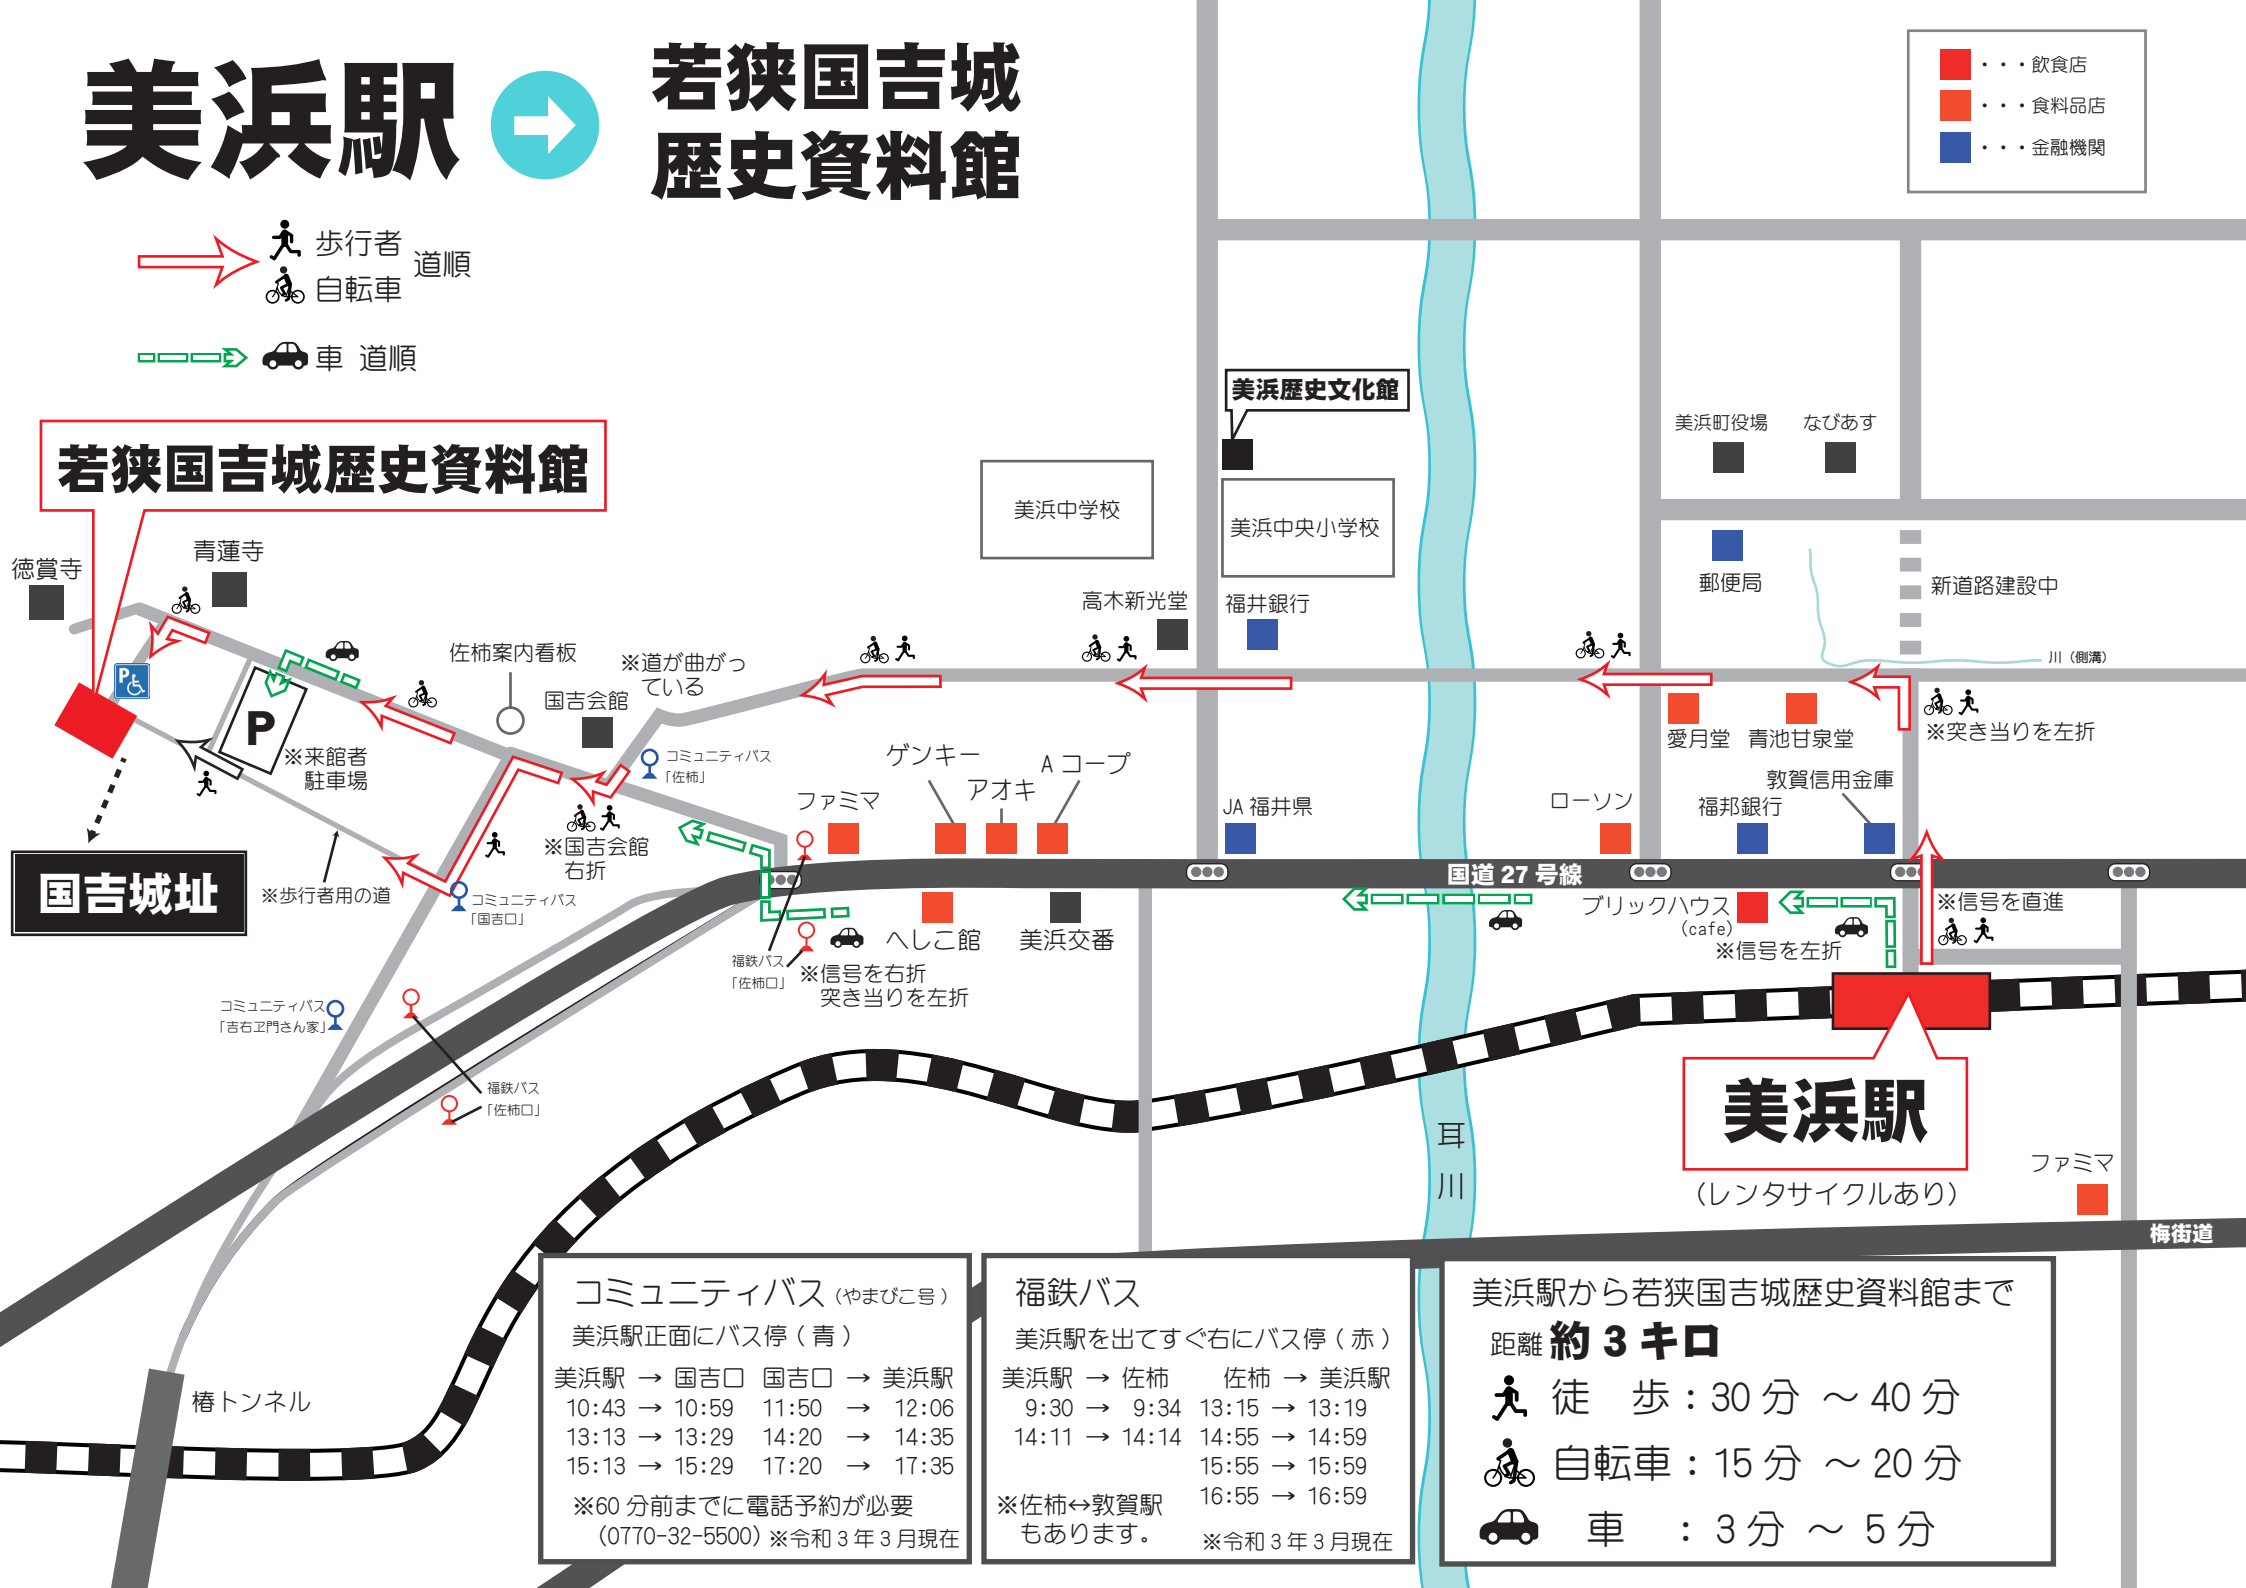 美浜駅
若狭国吉城
歴史資料館
歩行者
自転車
道順
車 道順
・・・飲食店
・・・食料品店
・・・金融機関
若狭国吉城歴史資料館
美浜歴史文化館
美浜中学校
美浜中央小学校
美浜町役場
なびあす
徳賞寺
青蓮寺
佐柿案内看板
国吉会館
※道が曲がっ
ている
高木新光堂
福井銀行
郵便局
新道路建設中
川（側溝）
P
P
※来館者
駐車場
コミュニティバス
「佐柿」
愛月堂
青池甘泉堂
※突き当りを左折
敦賀信用金庫
福邦銀行
ローソン
JA 福井県
A コープ
アオキ
ゲンキー
ファミマ
※国吉会館
右折
国吉城址
※歩行者用の道
コミュニティバス
「国吉口」
国道 27 号線
ブリックハウス
（cafe）
※信号を左折
※信号を直進
へしこ館
美浜交番
福鉄バス
「佐柿口」
※信号を右折
突き当りを左折
コミュニティバス
「吉右ヱ門さん家」
福鉄バス
「佐柿口」
美浜駅
（レンタサイクルあり）
耳
川
ファミマ
梅街道
椿トンネル
コミュニティバス（やまびこ号）
美浜駅正面にバス停（青）
美浜駅 → 国吉口 国吉口 → 美浜駅
10:43 → 10:59 11:50 → 12:06
13:13 → 13:29 14:20 → 14:35
15:13 → 15:29 17:20 → 17:35
※60 分前までに電話予約が必要
（0770-32-5500）※令和 3 年 3 月現在
福鉄バス
美浜駅を出てすぐ右にバス停（赤）
美浜駅 → 佐柿 佐柿 → 美浜駅
9:30 → 9:34 13:15 → 13:19
14:11 → 14:14 14:55 → 14:59
15:55 → 15:59
16:55 → 16:59
※佐柿↔敦賀駅
もあります。
※令和 3 年 3 月現在
美浜駅から若狭国吉城歴史資料館まで
距離 約 3 キロ
徒 歩：30 分 ～ 40 分
自転車：15 分 ～ 20 分
車 ：3 分 ～ 5 分